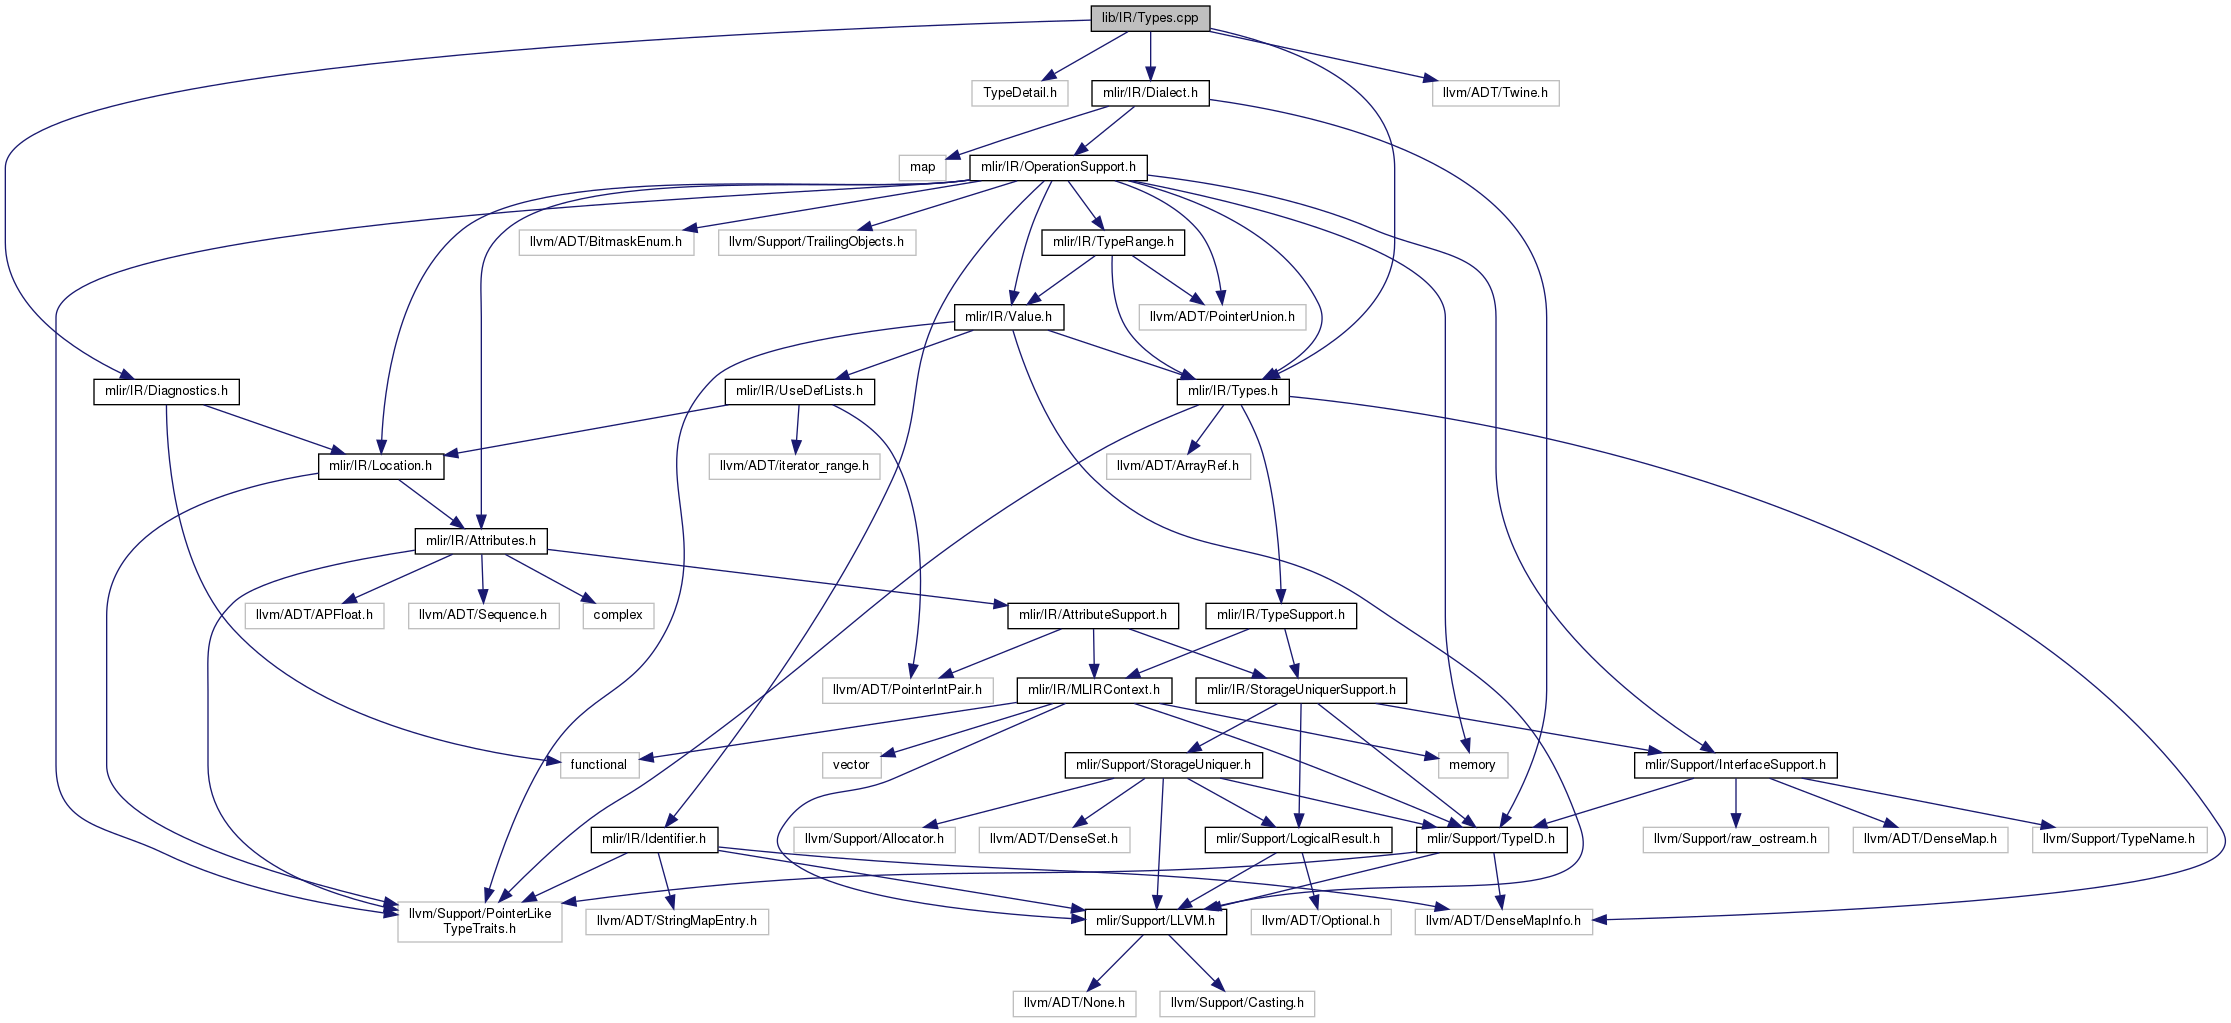 lib/IR/Types.cpp
TypeDetail.h
mlir/IR/Dialect.h
llvm/ADT/Twine.h
map
mlir/IR/OperationSupport.h
llvm/ADT/BitmaskEnum.h
llvm/Support/TrailingObjects.h
mlir/IR/TypeRange.h
mlir/IR/Value.h
llvm/ADT/PointerUnion.h
mlir/IR/Diagnostics.h
mlir/IR/UseDefLists.h
mlir/IR/Types.h
mlir/IR/Location.h
llvm/ADT/iterator_range.h
llvm/ADT/ArrayRef.h
mlir/IR/Attributes.h
llvm/ADT/APFloat.h
llvm/ADT/Sequence.h
complex
mlir/IR/AttributeSupport.h
mlir/IR/TypeSupport.h
llvm/ADT/PointerIntPair.h
mlir/IR/MLIRContext.h
mlir/IR/StorageUniquerSupport.h
functional
vector
mlir/Support/StorageUniquer.h
memory
mlir/Support/InterfaceSupport.h
mlir/IR/Identifier.h
llvm/Support/Allocator.h
llvm/ADT/DenseSet.h
mlir/Support/LogicalResult.h
mlir/Support/TypeID.h
llvm/Support/raw_ostream.h
llvm/ADT/DenseMap.h
llvm/Support/TypeName.h
llvm/Support/PointerLike
TypeTraits.h
llvm/ADT/StringMapEntry.h
mlir/Support/LLVM.h
llvm/ADT/Optional.h
llvm/ADT/DenseMapInfo.h
llvm/ADT/None.h
llvm/Support/Casting.h